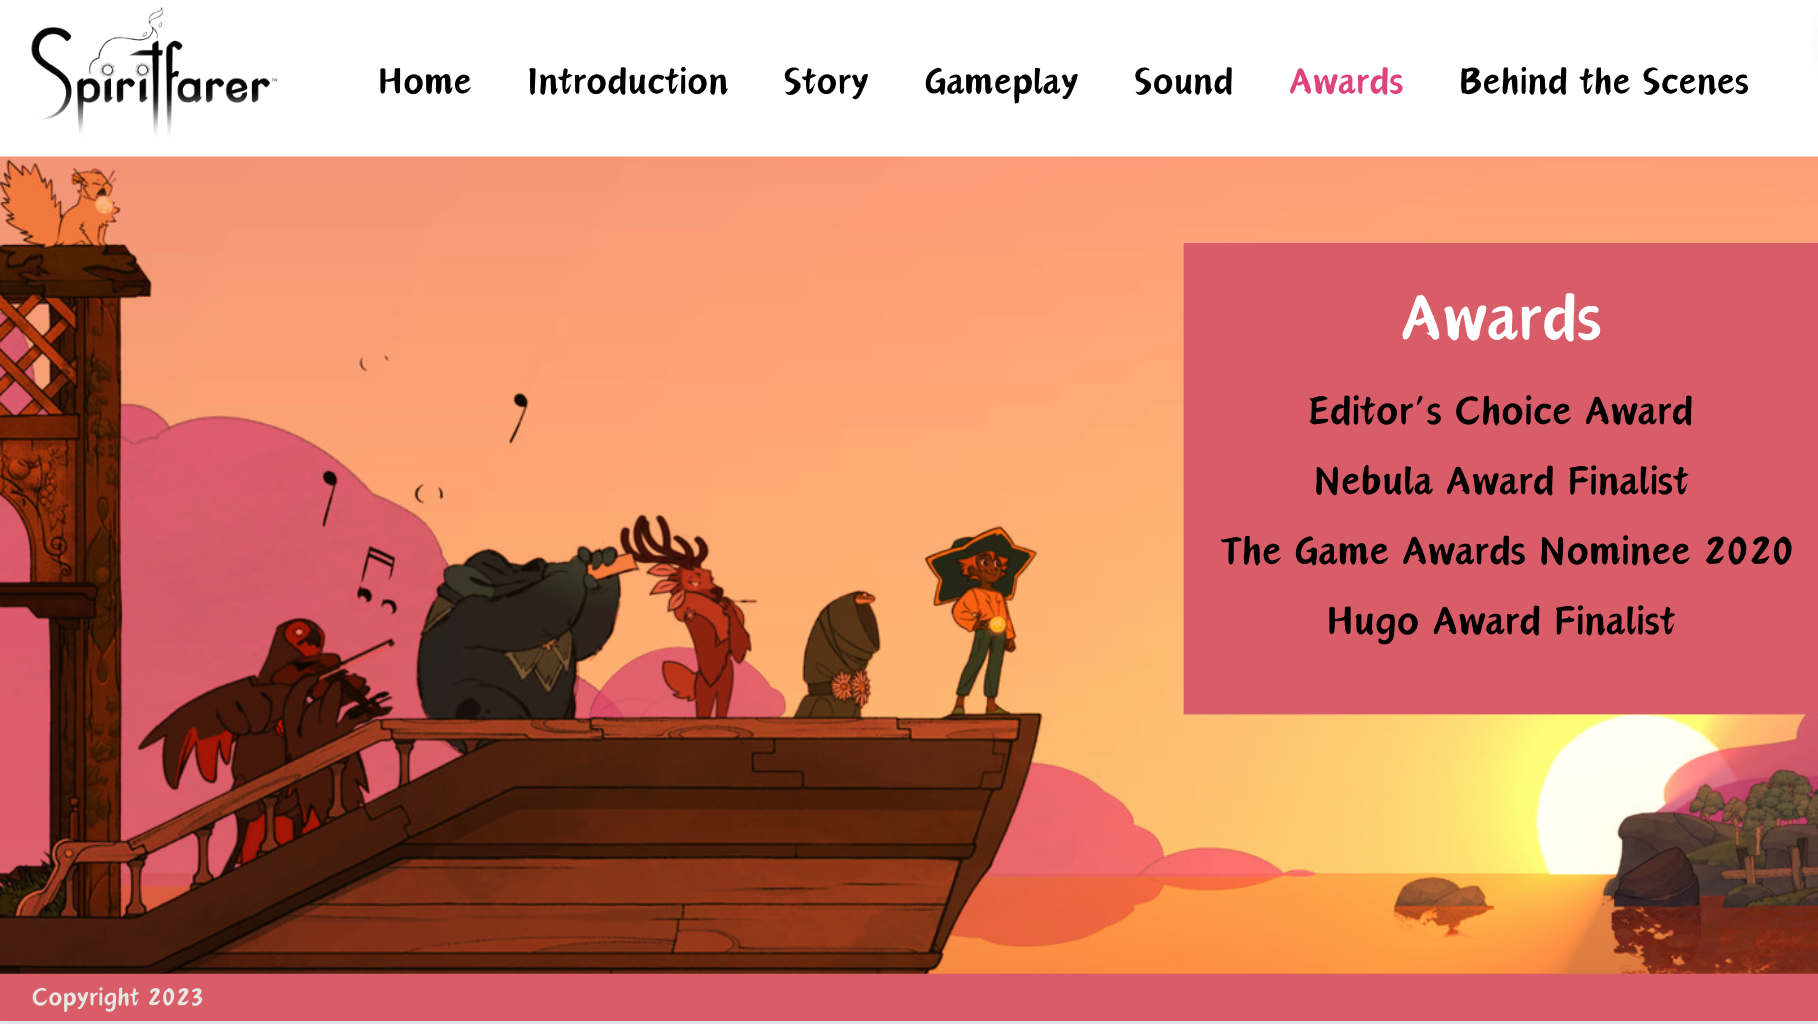 Spiritfarer™
Home Introduction Story Gameplay Sound Awards Behind the Scenes
Awards
Editor's Choice Award
Nebula Award Finalist
The Game Awards Nominee 2020
Hugo Award Finalist
Copyright 2023